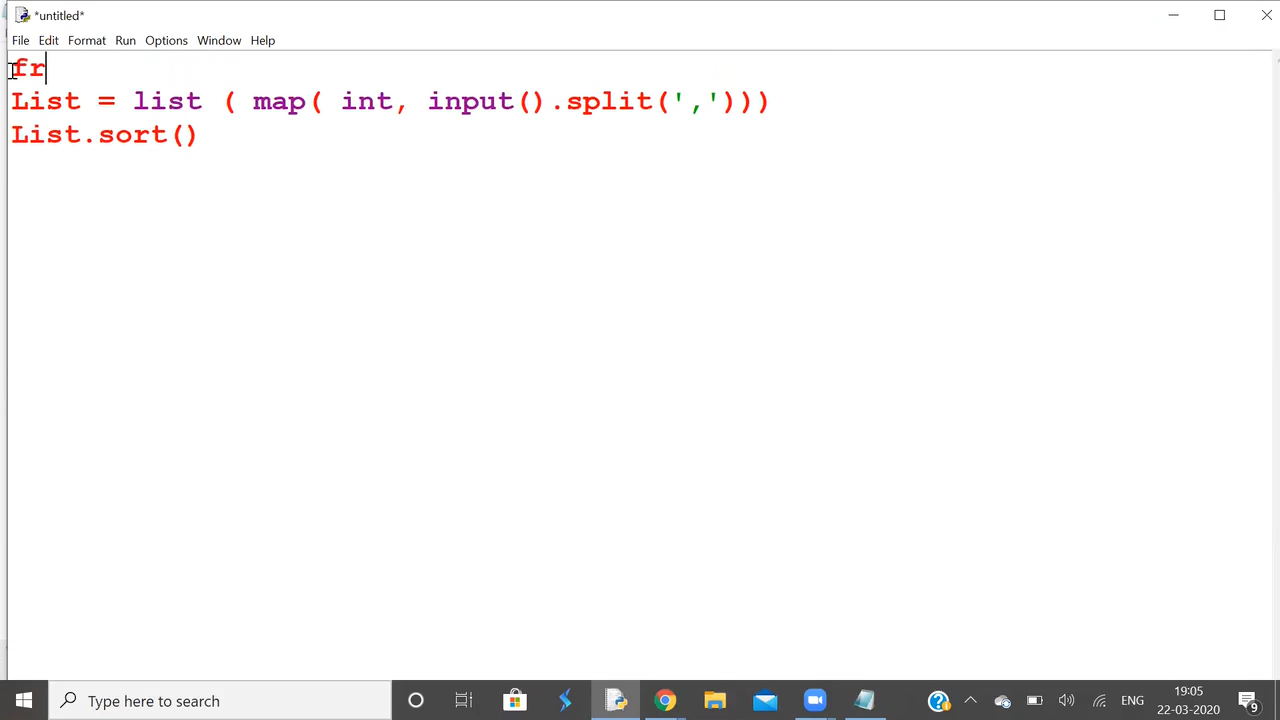 *untitled*
File Edit Format Run Options Window Help
fr
List = list ( map( int, input().split(',')))
List.sort()
Type here to search
ENG
19:05
22-03-2020
9